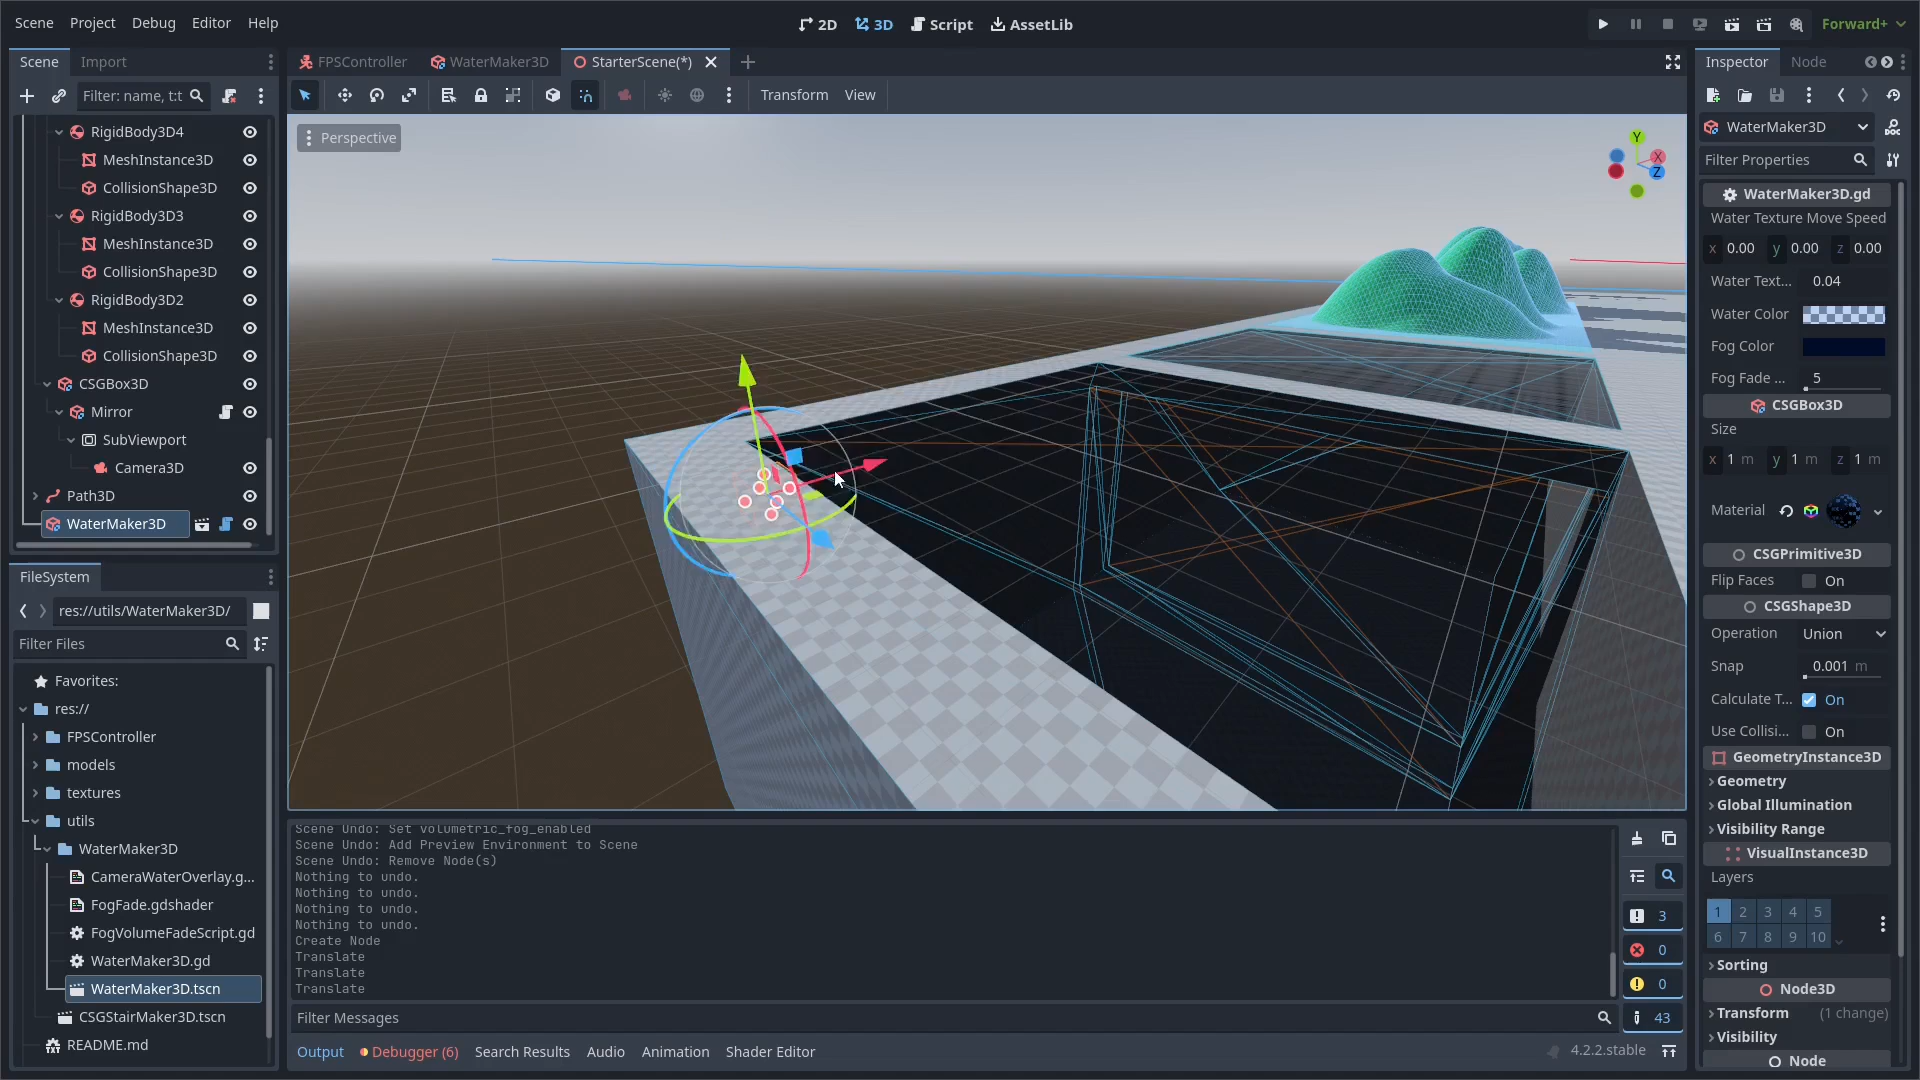 Scene Project Debug Editor Help
2D 3D Script AssetLib
Forward+
Scene Import
Filter: name, t:t
RigidBody3D4
MeshInstance3D
CollisionShape3D
RigidBody3D3
MeshInstance3D
CollisionShape3D
RigidBody3D2
MeshInstance3D
CollisionShape3D
CSGBox3D
Mirror
SubViewport
Camera3D
Path3D
WaterMaker3D
FileSystem
res://utils/WaterMaker3D/
Filter Files
Favorites:
res://
FPSController
models
textures
utils
WaterMaker3D
CameraWaterOverlay.g...
FogFade.gdshader
FogVolumeFadeScript.gd
WaterMaker3D.gd
WaterMaker3D.tscn
CSGStairMaker3D.tscn
README.md
FPSController WaterMaker3D StarterScene(*)
Transform View
Perspective
Y
X
Z
Scene Undo: Set volumetric_fog_enabled
Scene Undo: Add Preview Environment to Scene
Scene Undo: Remove Node(s)
Nothing to undo.
Nothing to undo.
Nothing to undo.
Nothing to undo.
Create Node
Translate
Translate
Translate
Filter Messages
3
0
0
43
Output Debugger (6) Search Results Audio Animation Shader Editor
4.2.2.stable
Inspector Node
WaterMaker3D
Filter Properties
WaterMaker3D.gd
Water Texture Move Speed
x 0.00 y 0.00 z 0.00
Water Text... 0.04
Water Color
Fog Color
Fog Fade ... 5
CSGBox3D
Size
x 1 m y 1 m z 1 m
Material
CSGPrimitive3D
Flip Faces On
CSGShape3D
Operation Union
Snap 0.001 m
Calculate T... On
Use Collisi... On
GeometryInstance3D
Geometry
Global Illumination
Visibility Range
VisualInstance3D
Layers
1 2 3 4 5
6 7 8 9 10
Sorting
Node3D
Transform (1 change)
Visibility
Node